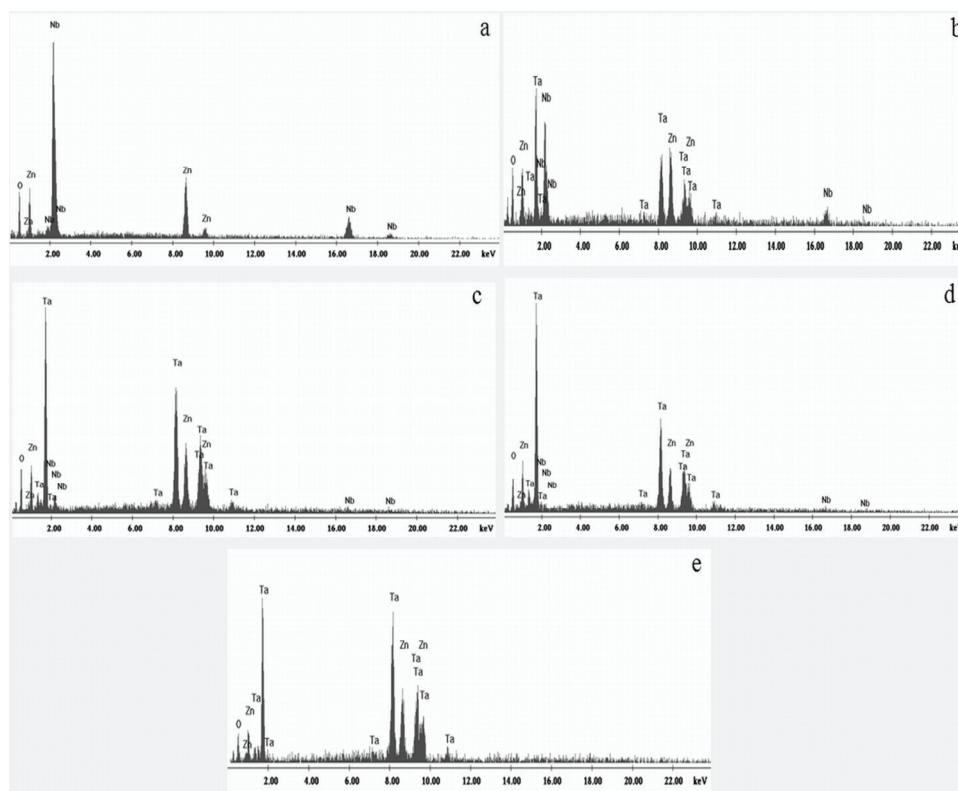 a
Nb
O
Zn
Zn
Nb
Nb
Zn
Zn
Nb
Nb
2.00 4.00 6.00 8.00 10.00 12.00 14.00 16.00 18.00 20.00 22.00 keV
b
Ta
Nb
Zn
O
Nb
Ta
Nb
Zn
Ta
Ta
Zn
Zn
Ta
Ta
Ta
Ta
Ta
Nb
Nb
2.00 4.00 6.00 8.00 10.00 12.00 14.00 16.00 18.00 20.00 22.00
c
Ta
Zn
O
Nb
Nb
Ta
Nb
Zn
Ta
Ta
Ta
Zn
Ta
Zn
Ta
Ta
Ta
Nb
Nb
2.00 4.00 6.00 8.00 10.00 12.00 14.00 16.00 18.00 20.00 22.00 keV
d
Ta
Zn
O
Nb
Nb
Ta
Nb
Zn
Ta
Ta
Ta
Zn
Zn
Ta
Ta
Ta
Ta
Nb
Nb
2.00 4.00 6.00 8.00 10.00 12.00 14.00 16.00 18.00 20.00 22.00
e
Ta
Ta
Zn
O
Zn
Ta
Ta
Zn
Zn
Ta
Ta
Ta
Ta
Ta
2.00 4.00 6.00 8.00 10.00 12.00 14.00 16.00 18.00 20.00 22.00 keV